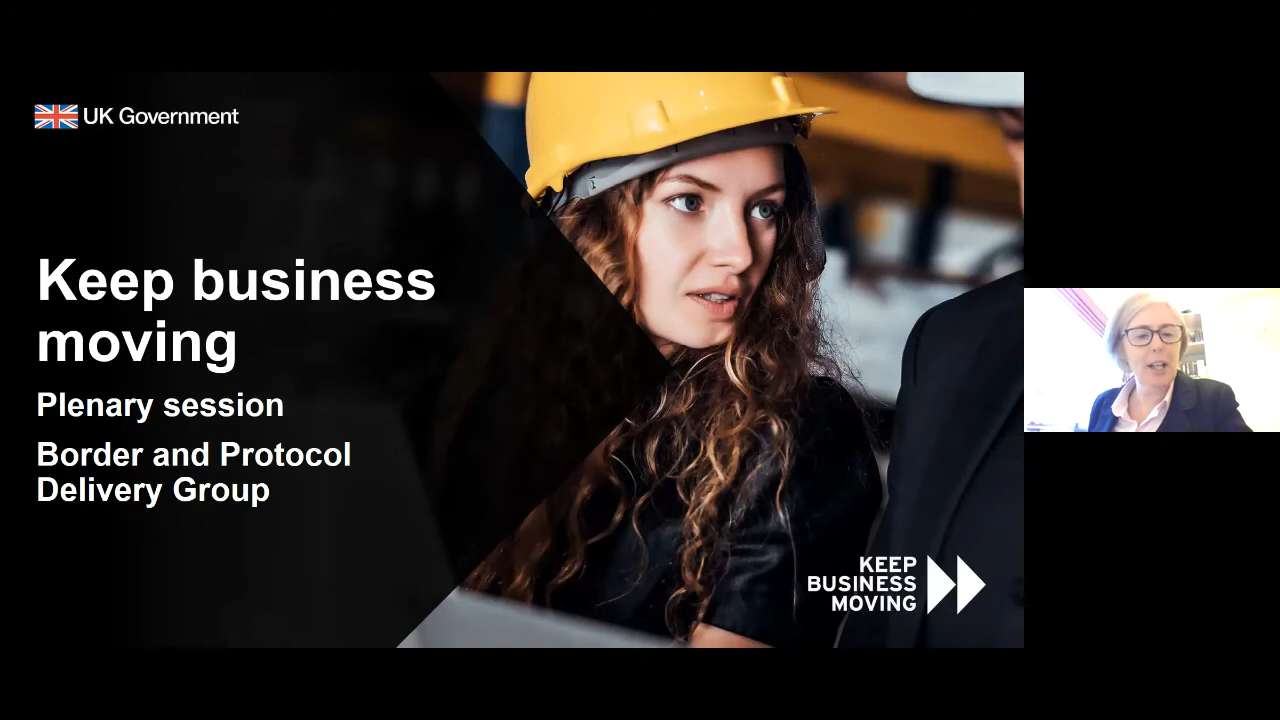 UK Government
Keep business
moving
Plenary session
Border and Protocol
Delivery Group
KEEP
BUSINESS
MOVING